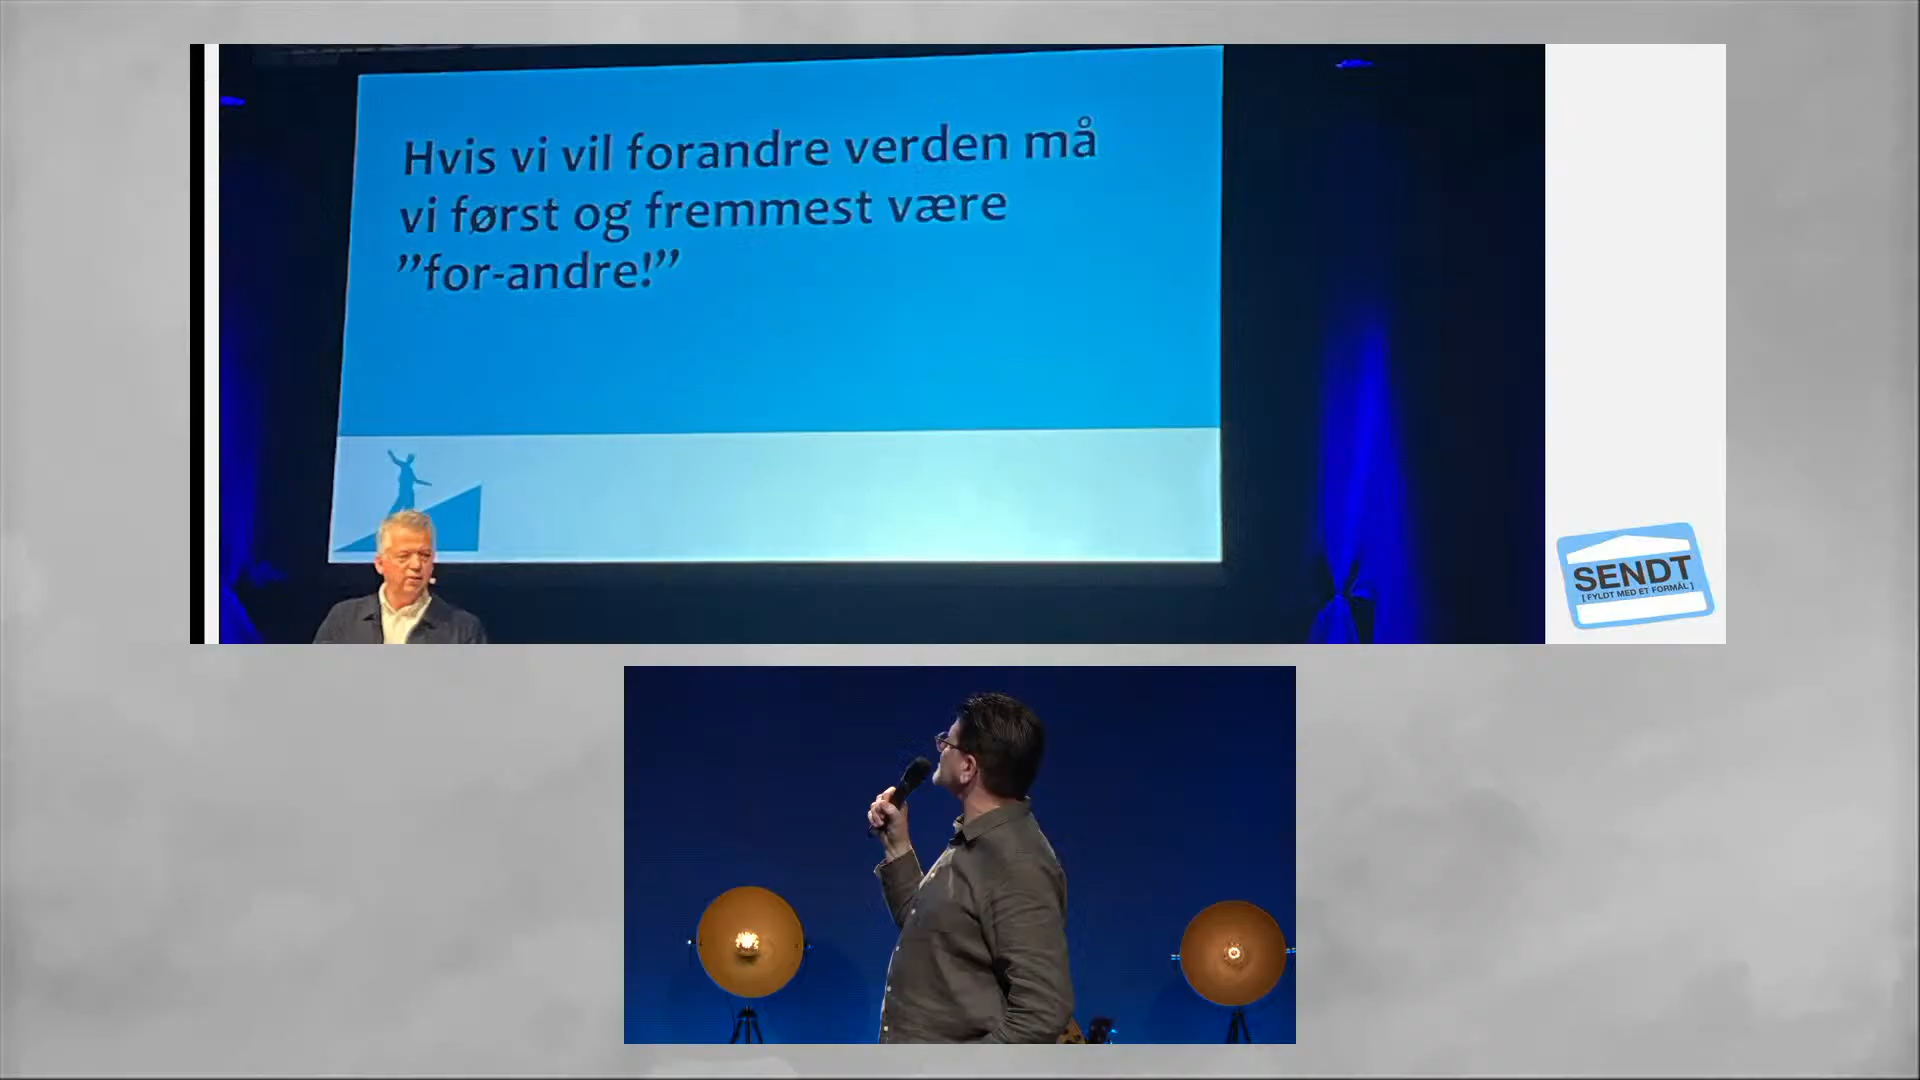 Hvis vi vil forandre verden må
vi først og fremmest være
”for-andre!”
SENDT
[ FYLDT MED ET FORMÅL ]